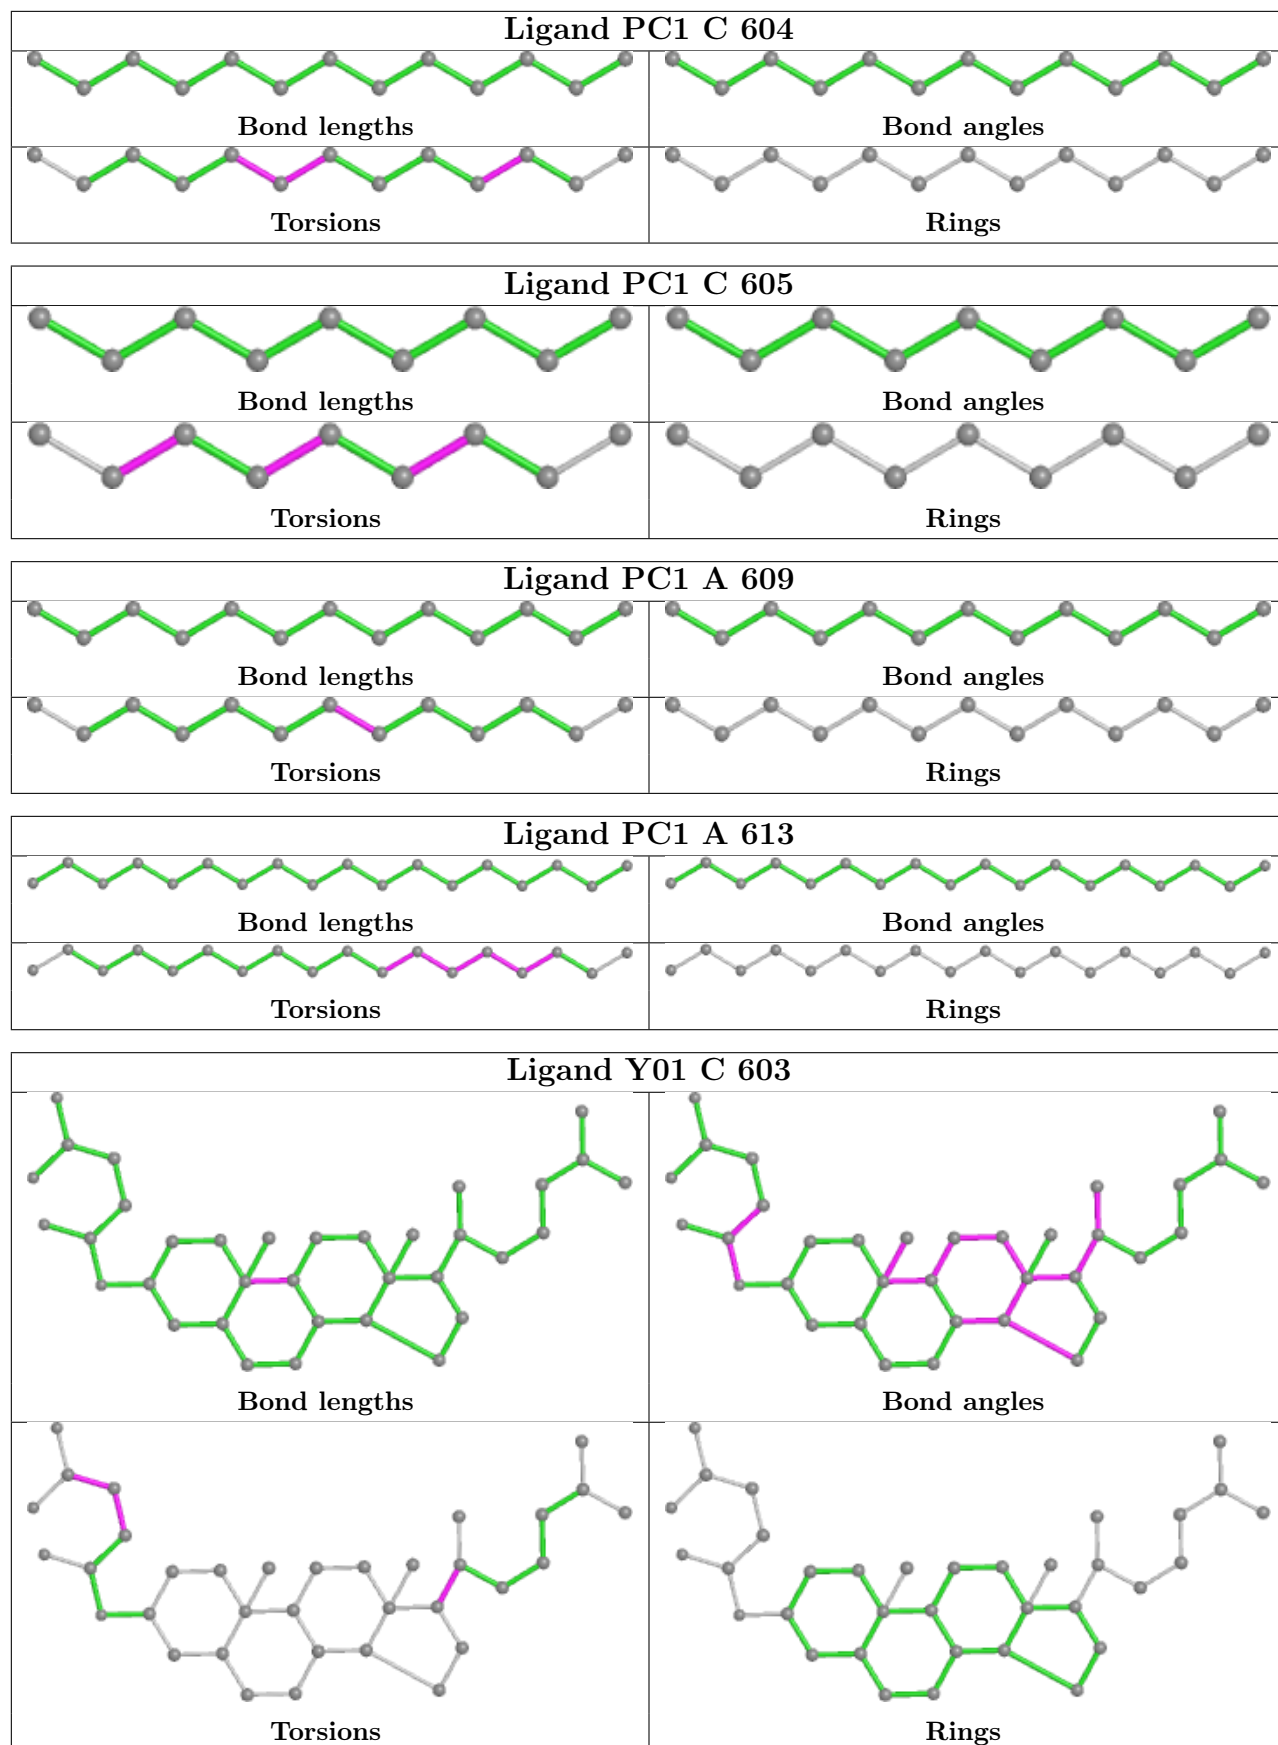 Ligand PC1 C 604
Bond lengths Bond angles
Torsions Rings
Ligand PC1 C 605
Bond lengths Bond angles
Torsions Rings
Ligand PC1 A 609
Bond lengths Bond angles
Torsions Rings
Ligand PC1 A 613
Bond lengths Bond angles
Torsions Rings
Ligand Y01 C 603
Bond lengths Bond angles
Torsions Rings